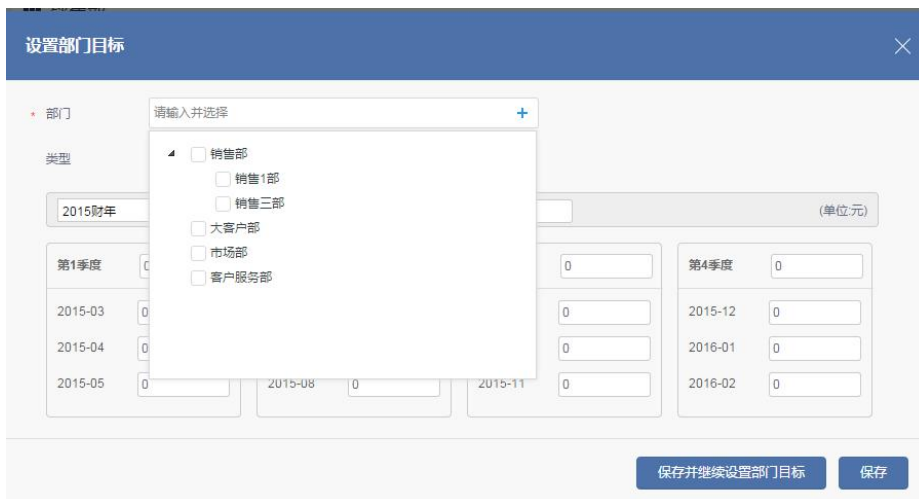 设置部门目标
* 部门 请输入并选择 +
类型
销售部
销售1部
销售三部
大客户部
市场部
客户服务部
2015财年 (单位:元)
第1季度 0 0 第4季度 0
2015-03 0 0 2015-12 0
2015-04 0 0 2016-01 0
2015-05 0 2015-08 0 2015-11 0 2016-02 0
保存并继续设置部门目标 保存